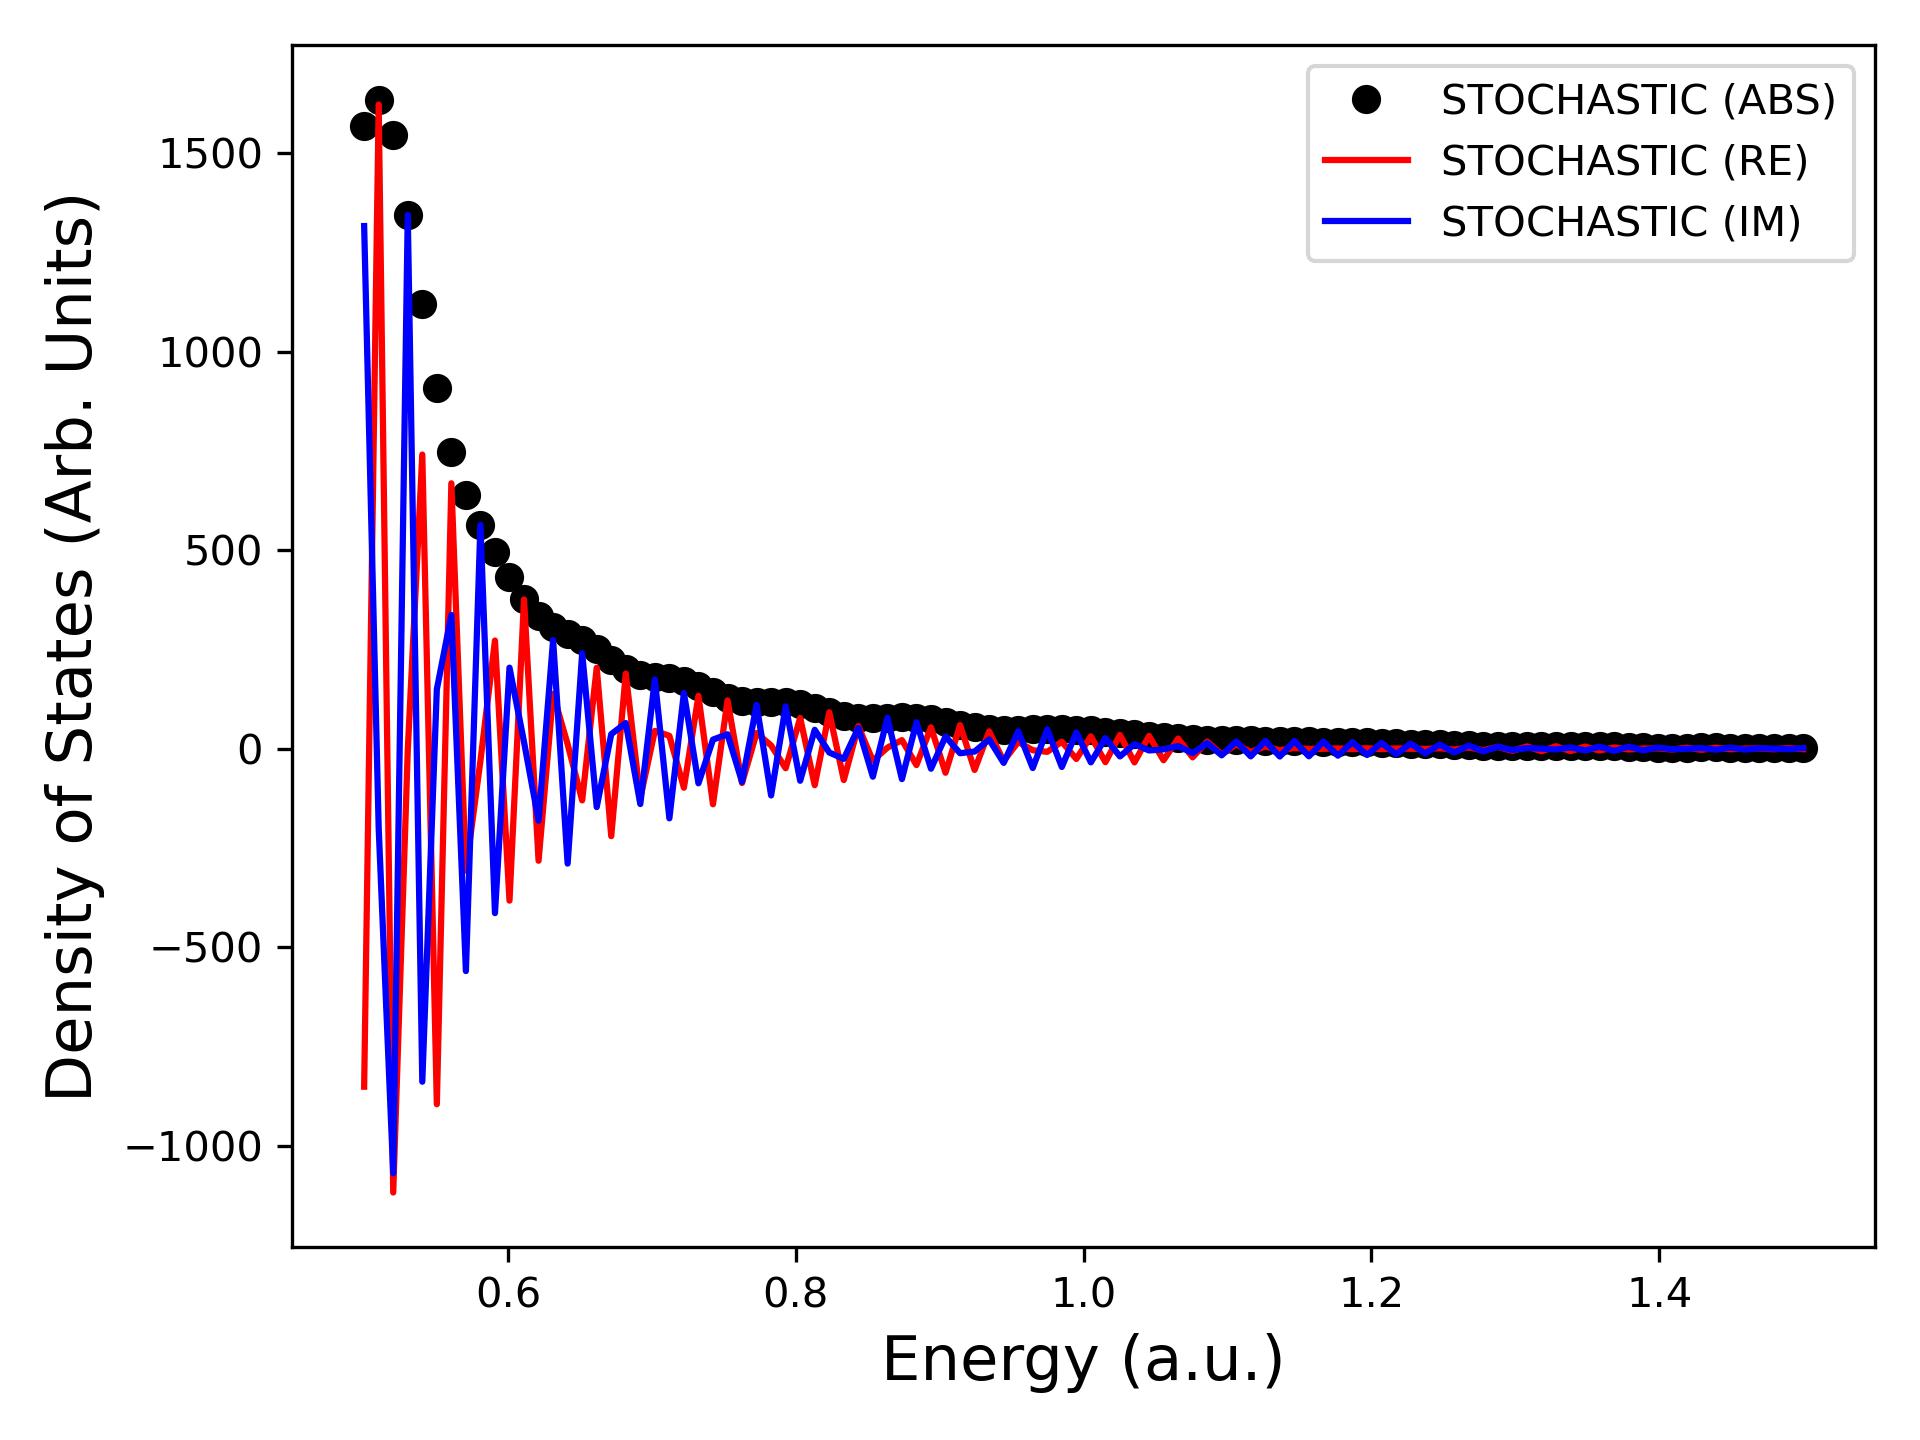 STOCHASTIC (ABS)
STOCHASTIC (RE)
STOCHASTIC (IM)
Density of States (Arb. Units)
1500
1000
500
0
−500
−1000
0.6 0.8 1.0 1.2 1.4
Energy (a.u.)